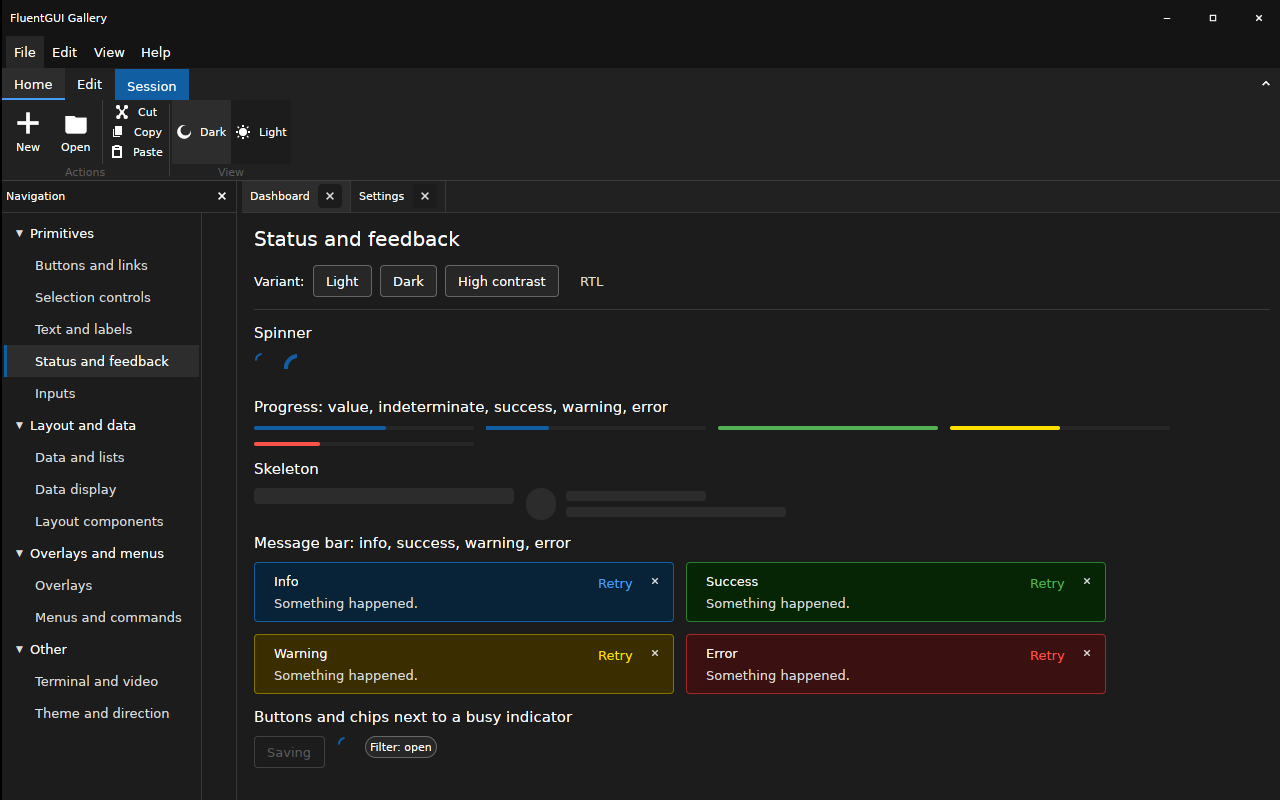 FluentGUI Gallery
File Edit View Help
Home Edit Session
New Open Cut Copy Paste Dark Light
Actions View
Navigation
Dashboard Settings
Primitives
Buttons and links
Selection controls
Text and labels
Status and feedback
Inputs
Layout and data
Data and lists
Data display
Layout components
Overlays and menus
Overlays
Menus and commands
Other
Terminal and video
Theme and direction
Status and feedback
Variant: Light Dark High contrast RTL
Spinner
Progress: value, indeterminate, success, warning, error
Skeleton
Message bar: info, success, warning, error
Info Retry
Something happened.
Success Retry
Something happened.
Warning Retry
Something happened.
Error Retry
Something happened.
Buttons and chips next to a busy indicator
Saving Filter: open